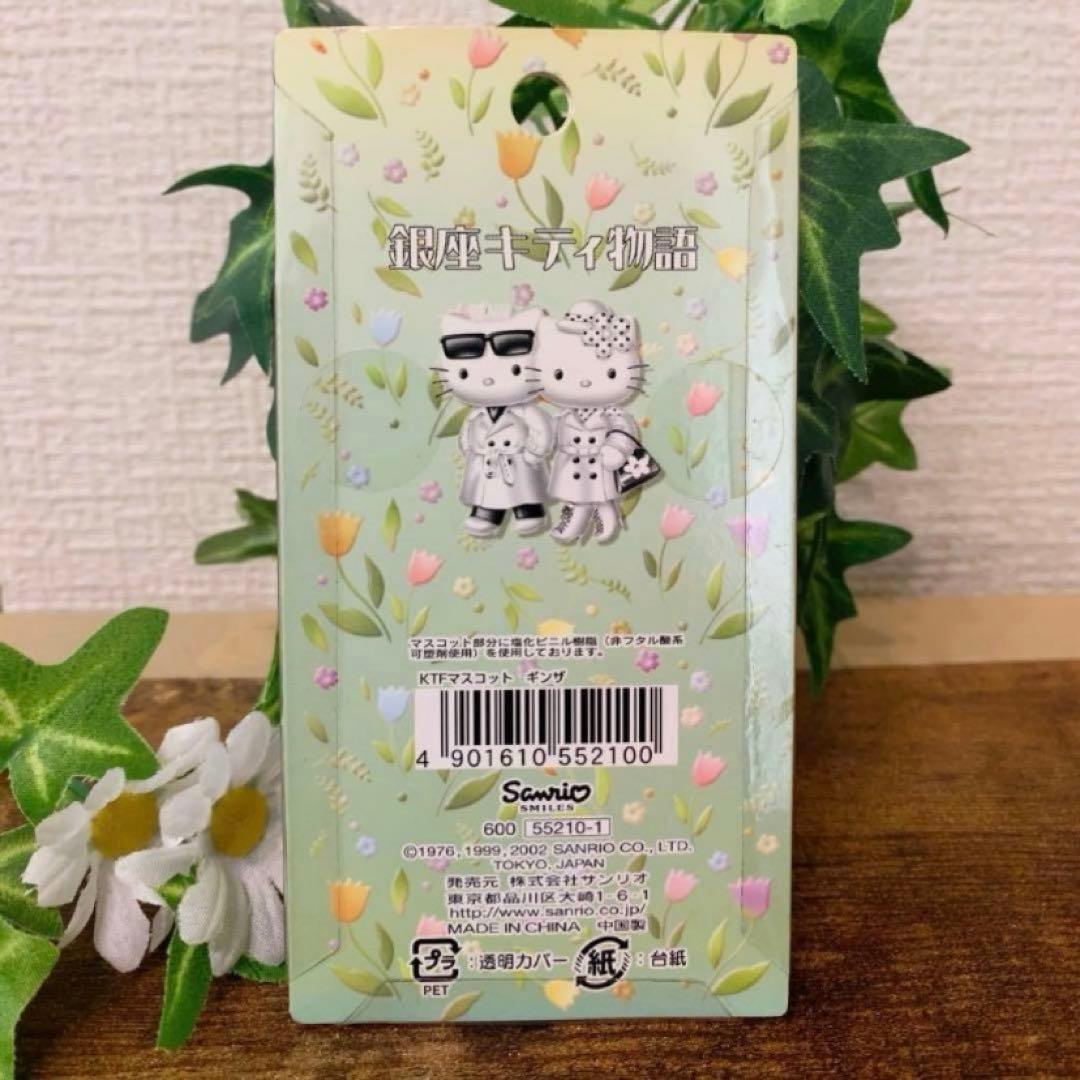 銀座キティ物語
マスコット部分に塩化ビニル樹脂（非フタル酸系
可塑剤使用）を使用しております。
KTFマスコット ギンザ
4 901610 552100
Sanrio
SMILES
600 55210-1
©1976, 1999, 2002 SANRIO CO., LTD.
TOKYO, JAPAN
発売元 株式会社サンリオ
東京都品川区大崎1-6-1
http://www.sanrio.co.jp/
MADE IN CHINA 中国製
プラ :透明カバー 紙 :台紙
PET